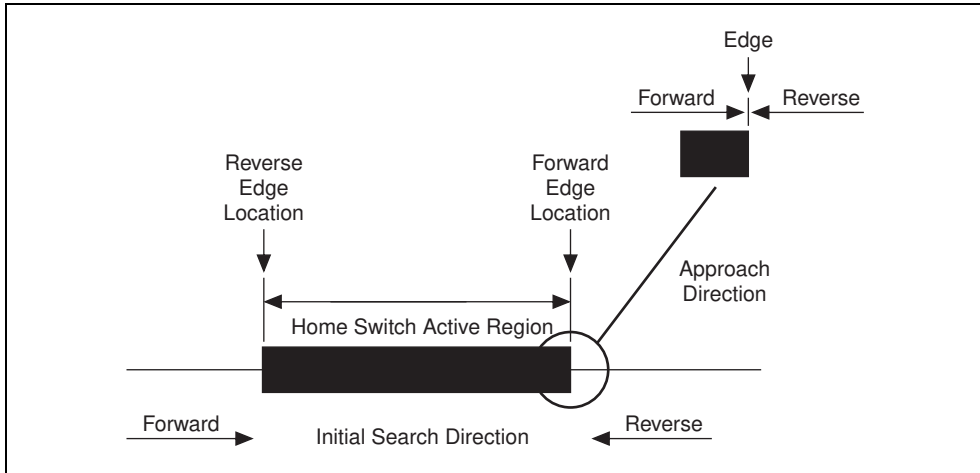 Edge
Forward
Reverse
Reverse
Edge
Location
Forward
Edge
Location
Approach
Direction
Home Switch Active Region
Forward
Initial Search Direction
Reverse